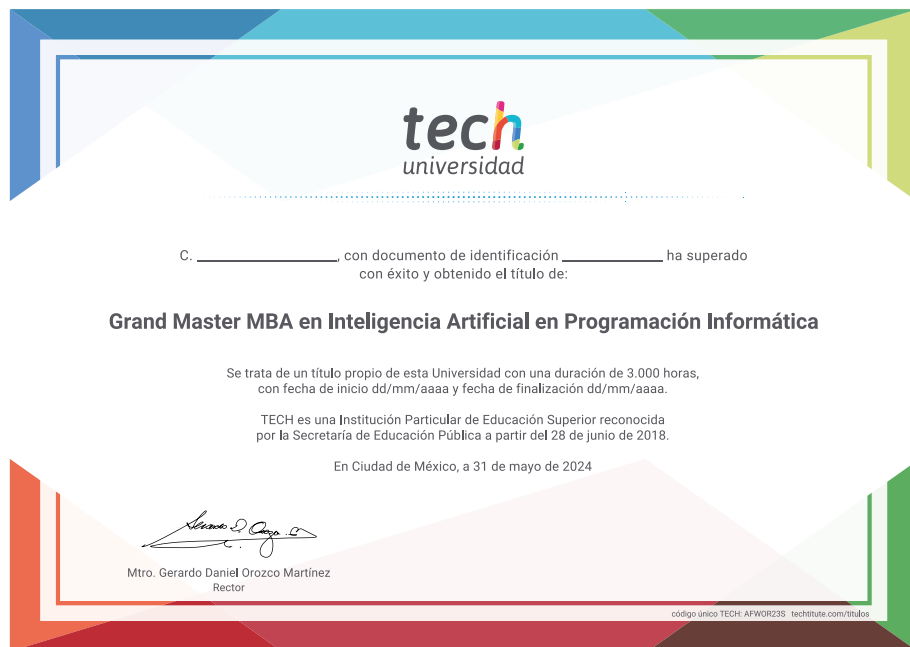 tech
universidad
C. ____________________, con documento de identificación ______________ ha superado
con éxito y obtenido el título de:
Grand Master MBA en Inteligencia Artificial en Programación Informática
Se trata de un título propio de esta Universidad con una duración de 3.000 horas,
con fecha de inicio dd/mm/aaaa y fecha de finalización dd/mm/aaaa.
TECH es una Institución Particular de Educación Superior reconocida
por la Secretaría de Educación Pública a partir del 28 de junio de 2018.
En Ciudad de México, a 31 de mayo de 2024
Mtro. Gerardo Daniel Orozco Martínez
Rector
código único TECH: AFWOR23S techtitute.com/titulos